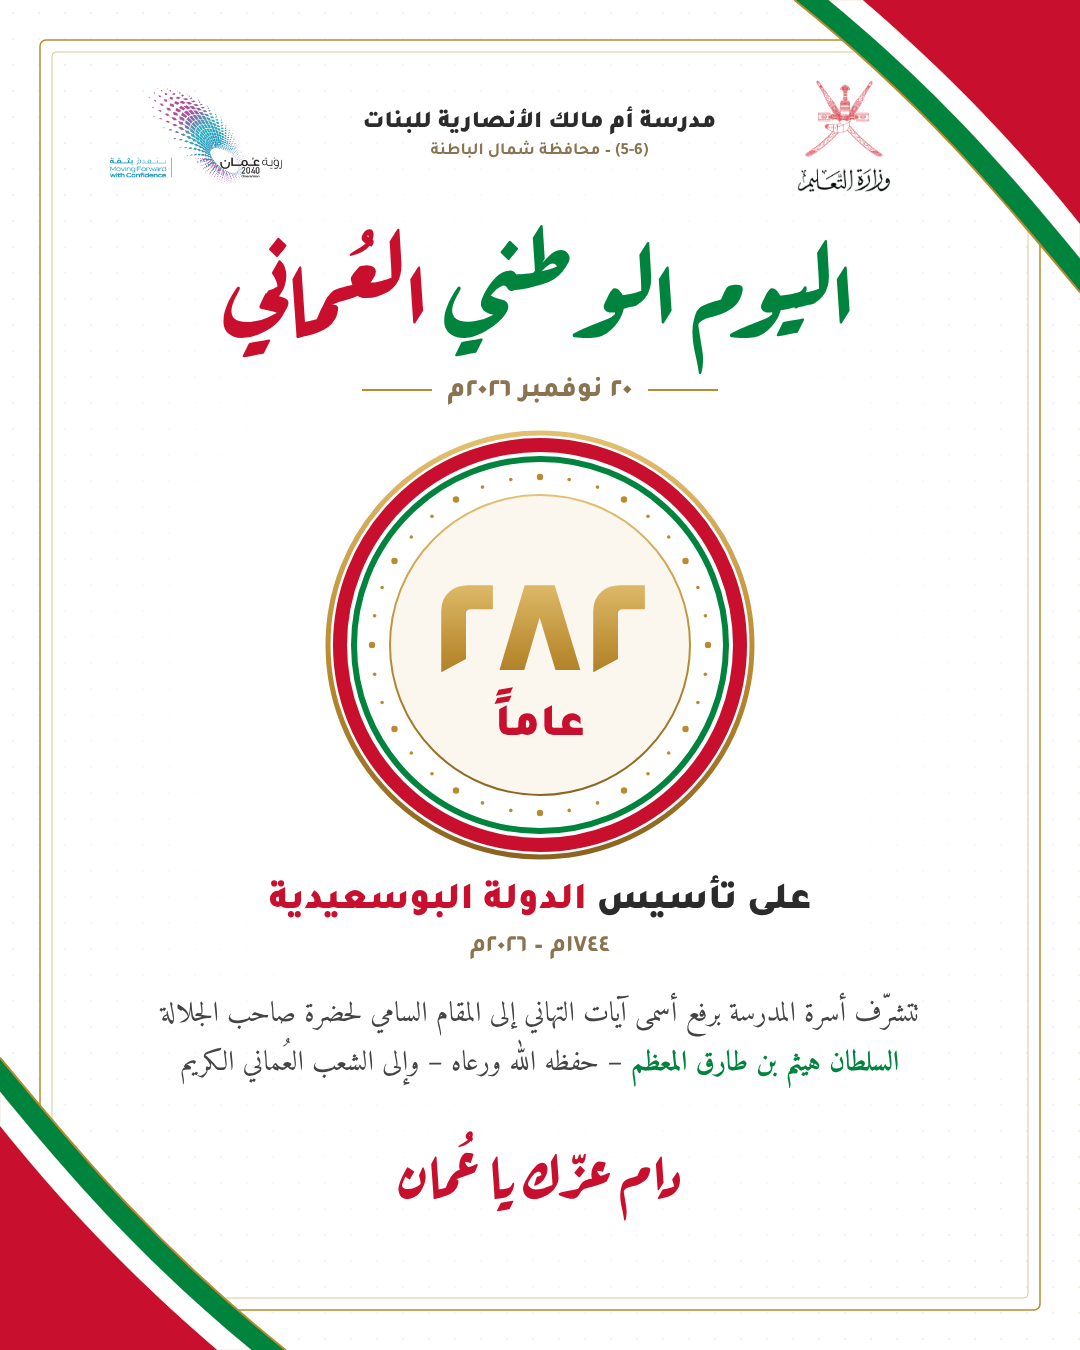 وزارة التعليم
مدرسة أم مالك الأنصارية للبنات
(5-6) - محافظة شمال الباطنة
رؤية عُمان
2040
نتقدم بثقة
Moving Forward
with Confidence
اليوم الوطني العُماني
٢٠ نوفمبر ٢٠٢٦م
٢٨٢
عاماً
على تأسيس الدولة البوسعيدية
١٧٤٤م - ٢٠٢٦م
تتشرّف أسرة المدرسة برفع أسمى آيات التهاني إلى المقام السامي لحضرة صاحب الجلالة
السلطان هيثم بن طارق المعظم – حفظه الله ورعاه – وإلى الشعب العُماني الكريم
دام عزّك يا عُمان